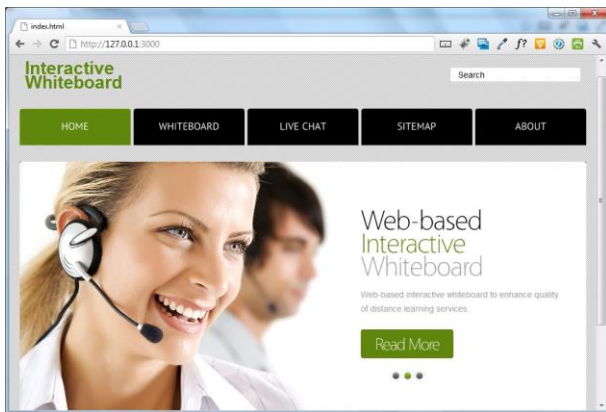 index.html
http://127.0.0.1:3000
f?
Interactive
Whiteboard
Search
HOME WHITEBOARD LIVE CHAT SITEMAP ABOUT
Web-based
Interactive
Whiteboard
Web-based interactive whiteboard to enhance quality
of distance learning services.
Read More